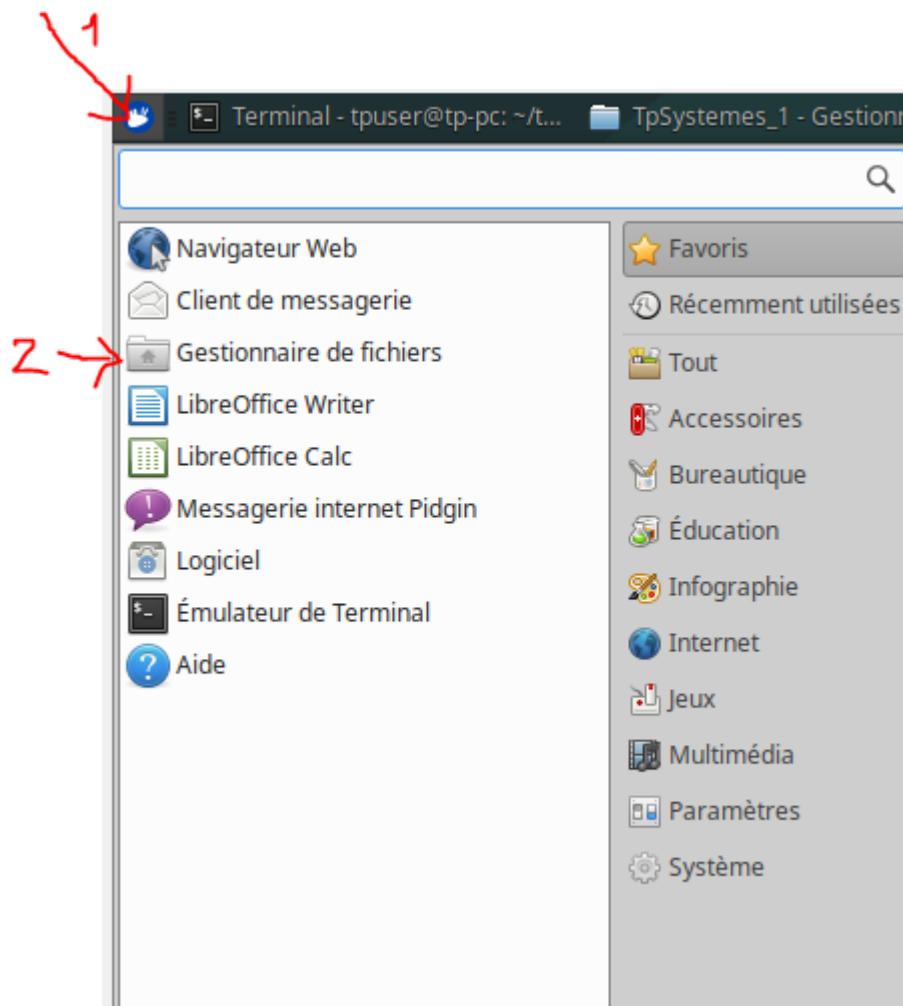 1
Terminal - tpuser@tp-pc: ~/t... TpSystemes_1 - Gestionn
Navigateur Web
Client de messagerie
2 Gestionnaire de fichiers
LibreOffice Writer
LibreOffice Calc
Messagerie internet Pidgin
Logiciel
Émulateur de Terminal
Aide
Favoris
Récemment utilisées
Tout
Accessoires
Bureautique
Éducation
Infographie
Internet
Jeux
Multimédia
Paramètres
Système